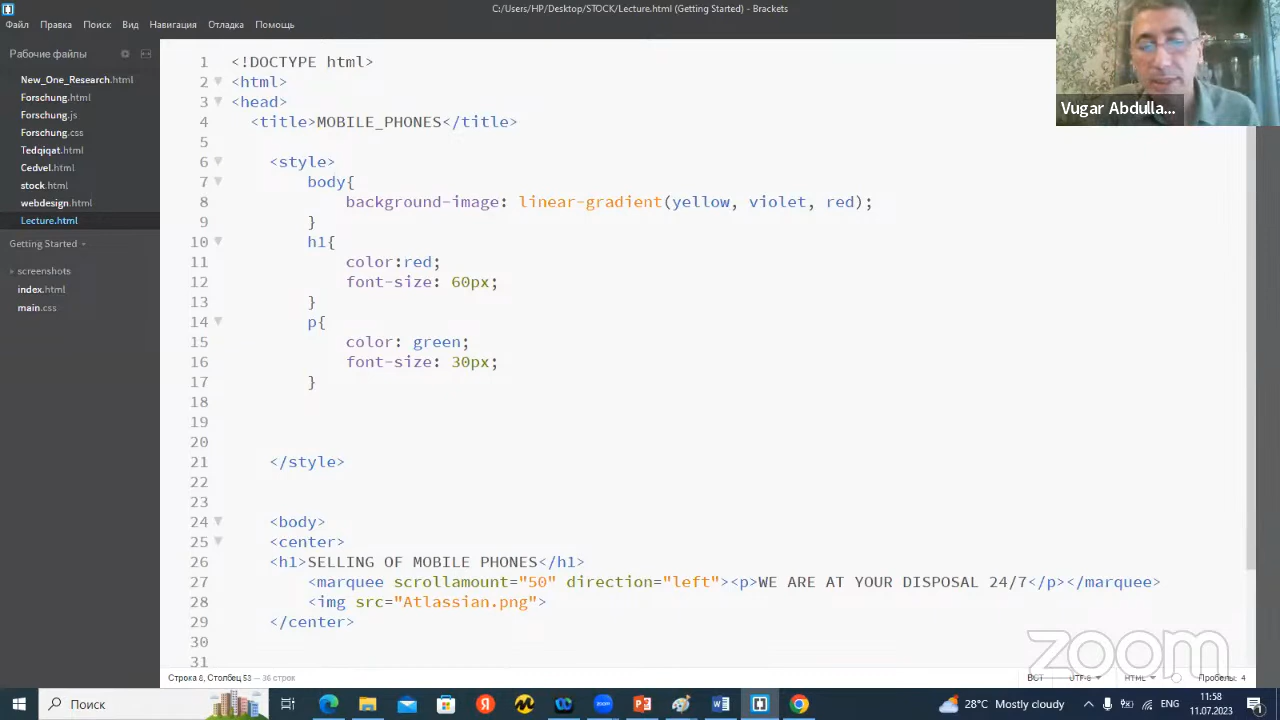 C:/Users/HP/Desktop/STOCK/Lecture.html (Getting Started) - Brackets
Файл Правка Поиск Вид Навигация Отладка Помощь
Рабочие файлы
New_One_Research.html
Forschung.html
Forschung.js
Forschung.css
Tedqiqat.html
Cedvel.html
stock.html
webdesign.html
Lecture.html
Getting Started
screenshots
index.html
main.css
1 <!DOCTYPE html>
2 <html>
3 <head>
4 <title>MOBILE_PHONES</title>
5
6 <style>
7 body{
8 background-image: linear-gradient(yellow, violet, red);
9 }
10 h1{
11 color:red;
12 font-size: 60px;
13 }
14 p{
15 color: green;
16 font-size: 30px;
17 }
18
19
20
21 </style>
22
23
24 <body>
25 <center>
26 <h1>SELLING OF MOBILE PHONES</h1>
27 <marquee scrollamount="50" direction="left"><p>WE ARE AT YOUR DISPOSAL 24/7</p></marquee>
28 <img src="Atlassian.png">
29 </center>
30
31
Vugar Abdulla...
zoom
Строка 8, Столбец 53 — 36 строк
ВСТ UTF-8 HTML Пробелы: 4
Поиск
28°C Mostly cloudy
ENG
11:58
11.07.2023